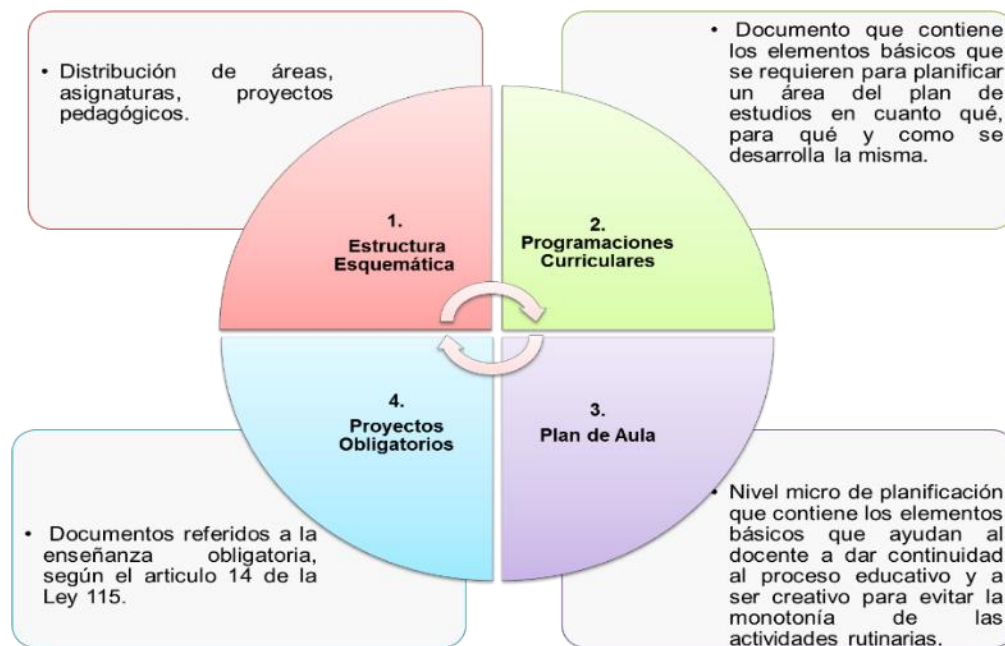 • Distribución de áreas,
asignaturas, proyectos
pedagógicos.
• Documento que contiene
los elementos básicos que
se requieren para planificar
un área del plan de
estudios en cuanto qué,
para qué y como se
desarrolla la misma.
1.
Estructura
Esquemática
2.
Programaciones
Curriculares
4.
Proyectos
Obligatorios
3.
Plan de Aula
• Documentos referidos a la
enseñanza obligatoria,
según el articulo 14 de la
Ley 115.
• Nivel micro de planificación
que contiene los elementos
básicos que ayudan al
docente a dar continuidad
al proceso educativo y a
ser creativo para evitar la
monotonía de las
actividades rutinarias.